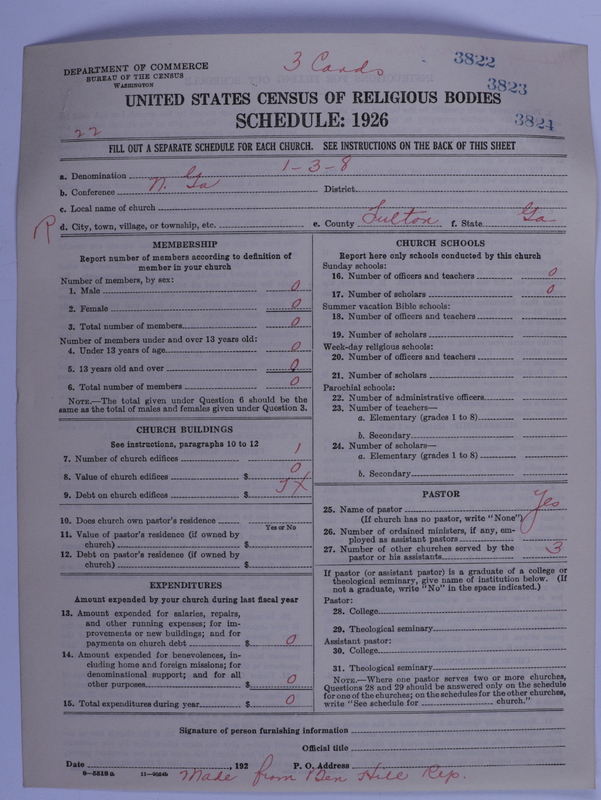 DEPARTMENT OF COMMERCE
BUREAU OF THE CENSUS
WASHINGTON
3 Cards
3822
3823
3824
UNITED STATES CENSUS OF RELIGIOUS BODIES
SCHEDULE: 1926
22
FILL OUT A SEPARATE SCHEDULE FOR EACH CHURCH. SEE INSTRUCTIONS ON THE BACK OF THIS SHEET
a. Denomination 1-3-8
b. Conference N. Ga District
c. Local name of church
R d. City, town, village, or township, etc. e. County Fulton f. State Ga
MEMBERSHIP
Report number of members according to definition of
member in your church
Number of members, by sex:
1. Male 0
2. Female 0
3. Total number of members 0
Number of members under and over 13 years old:
4. Under 13 years of age 0
5. 13 years old and over 0
6. Total number of members 0
NOTE.—The total given under Question 6 should be the
same as the total of males and females given under Question 3.
CHURCH BUILDINGS
See instructions, paragraphs 10 to 12
7. Number of church edifices 1
8. Value of church edifices $ 0
9. Debt on church edifices $
10. Does church own pastor's residence
Yes or No
11. Value of pastor's residence (if owned by
church) $
12. Debt on pastor's residence (if owned by
church) $
EXPENDITURES
Amount expended by your church during last fiscal year
13. Amount expended for salaries, repairs,
and other running expenses; for im-
provements or new buildings; and for
payments on church debt $ 0
14. Amount expended for benevolences, in-
cluding home and foreign missions; for
denominational support; and for all
other purposes $ 0
15. Total expenditures during year $ 0
CHURCH SCHOOLS
Report here only schools conducted by this church
Sunday schools:
16. Number of officers and teachers 0
17. Number of scholars 0
Summer vacation Bible schools:
18. Number of officers and teachers
19. Number of scholars
Week-day religious schools:
20. Number of officers and teachers
21. Number of scholars
Parochial schools:
22. Number of administrative officers
23. Number of teachers—
a. Elementary (grades 1 to 8)
b. Secondary
24. Number of scholars—
a. Elementary (grades 1 to 8)
b. Secondary
PASTOR
25. Name of pastor Yes
(If church has no pastor, write "None")
26. Number of ordained ministers, if any, em-
ployed as assistant pastors
27. Number of other churches served by the
pastor or his assistants 3
If pastor (or assistant pastor) is a graduate of a college or
theological seminary, give name of institution below. (If
not a graduate, write "No" in the space indicated.)
Pastor:
28. College
29. Theological seminary
Assistant pastor:
30. College
31. Theological seminary
NOTE.—Where one pastor serves two or more churches,
Questions 28 and 29 should be answered only on the schedule
for one of the churches; on the schedules for the other churches,
write "See schedule for church."
Signature of person furnishing information
Official title
Date , 192 P. O. Address
Made from Ben Hill Rep.